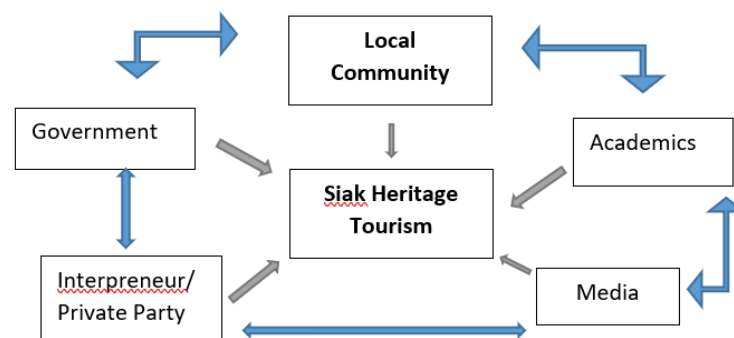 Local
Community
Government
Academics
Siak Heritage
Tourism
Interpreneur/
Private Party
Media